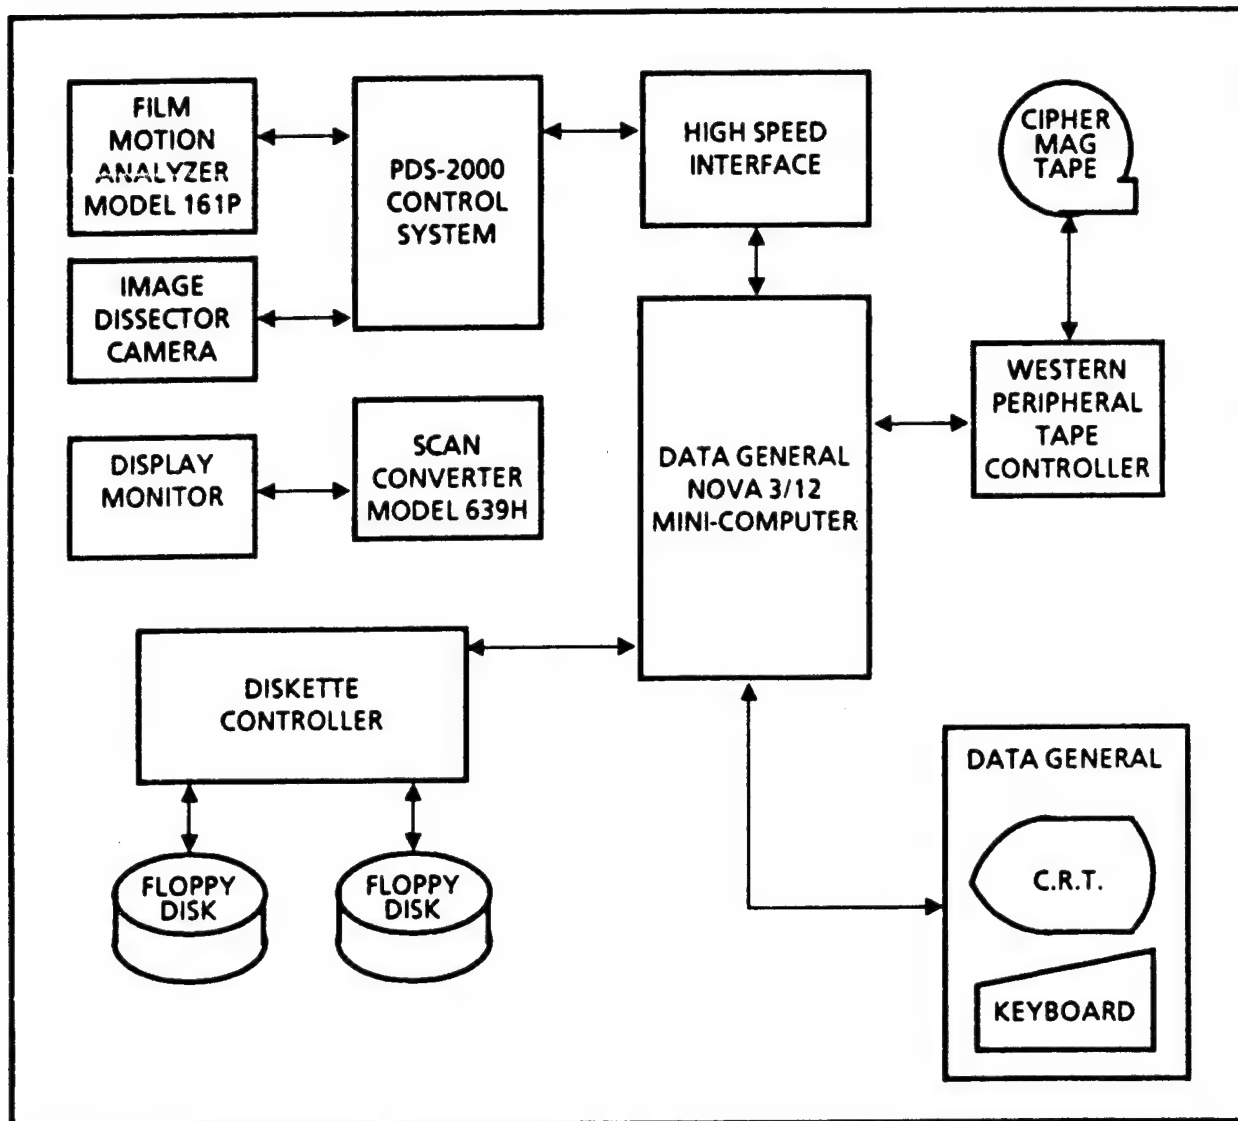 FILM
MOTION
ANALYZER
MODEL 161P
PDS-2000
CONTROL
SYSTEM
HIGH SPEED
INTERFACE
CIPHER
MAG
TAPE
IMAGE
DISSECTOR
CAMERA
WESTERN
PERIPHERAL
TAPE
CONTROLLER
DISPLAY
MONITOR
SCAN
CONVERTER
MODEL 639H
DATA GENERAL
NOVA 3/12
MINI-COMPUTER
DISKETTE
CONTROLLER
FLOPPY
DISK
FLOPPY
DISK
DATA GENERAL
C.R.T.
KEYBOARD